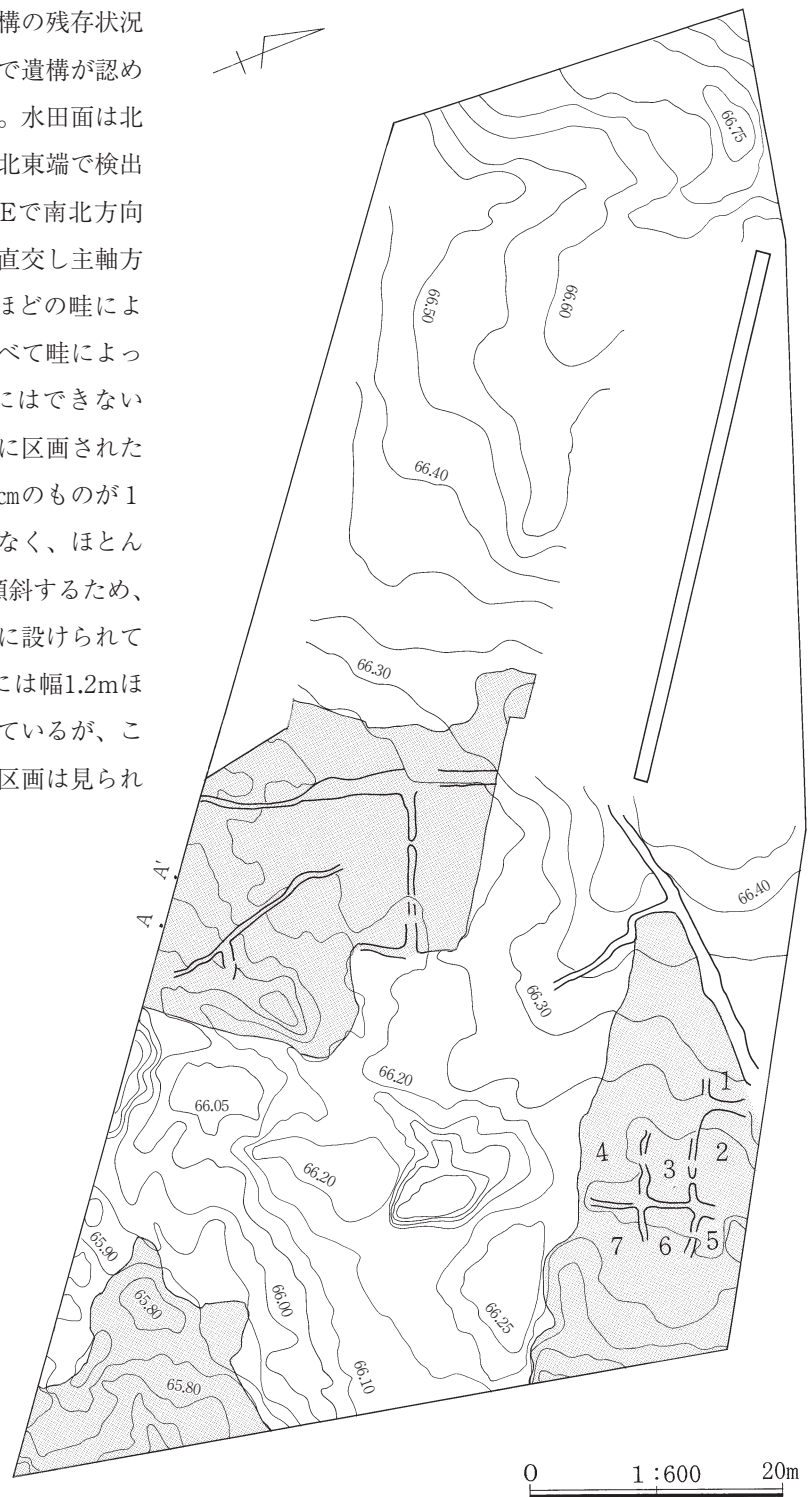 構の残存状況
で遺構が認め
。水田面は北
北東端で検出
Eで南北方向
直交し主軸方
ほどの畦によ
べて畦によっ
にはできない
に区画された
cmのものが1
なく、ほとん
傾斜するため、
に設けられて
には幅1.2mほ
ているが、こ
区画は見られ
66.75
66.50
66.60
66.40
66.30
A'
A
66.40
66.30
66.20
66.05
66.20
1
2
3
4
5
6
7
65.90
65.80
66.00
66.25
66.10
65.80
0 1:600 20m